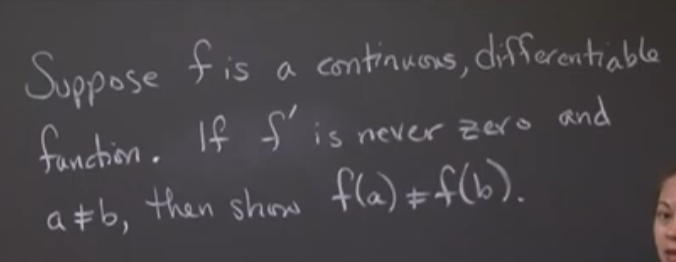 Suppose f is a continuous, differentiable
function. If f' is never zero and
a≠b, then show f(a)≠f(b).